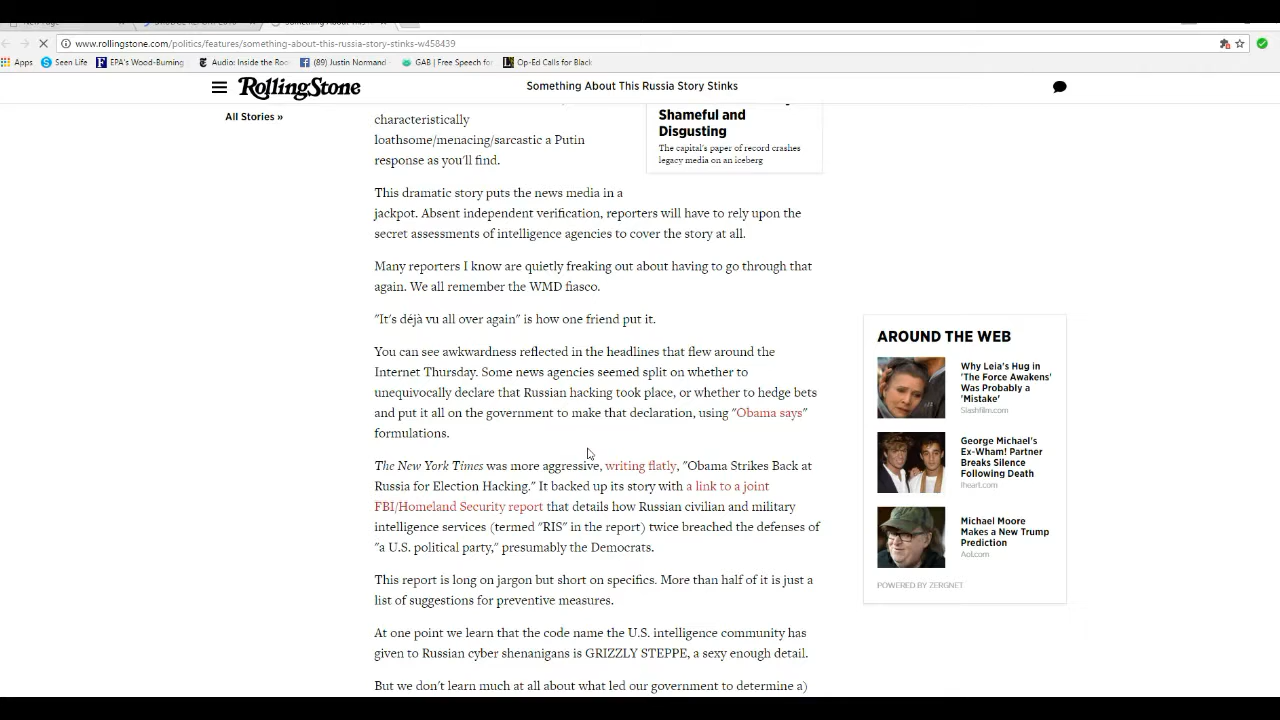 www.rollingstone.com/politics/features/something-about-this-russia-story-stinks-w458439
Apps Seen Life EPA's Wood-Burning Audio: Inside the Roo (89) Justin Normand GAB | Free Speech fo Op-Ed Calls for Black
RollingStone Something About This Russia Story Stinks
All Stories »
characteristically
loathsome/menacing/sarcastic a Putin
response as you'll find.
Shameful and
Disgusting
The capital's paper of record crashes
legacy media on an iceberg
This dramatic story puts the news media in a
jackpot. Absent independent verification, reporters will have to rely upon the
secret assessments of intelligence agencies to cover the story at all.
Many reporters I know are quietly freaking out about having to go through that
again. We all remember the WMD fiasco.
"It's déjà vu all over again" is how one friend put it.
You can see awkwardness reflected in the headlines that flew around the
Internet Thursday. Some news agencies seemed split on whether to
unequivocally declare that Russian hacking took place, or whether to hedge bets
and put it all on the government to make that declaration, using "Obama says"
formulations.
The New York Times was more aggressive, writing flatly, "Obama Strikes Back at
Russia for Election Hacking." It backed up its story with a link to a joint
FBI/Homeland Security report that details how Russian civilian and military
intelligence services (termed "RIS" in the report) twice breached the defenses of
"a U.S. political party," presumably the Democrats.
This report is long on jargon but short on specifics. More than half of it is just a
list of suggestions for preventive measures.
At one point we learn that the code name the U.S. intelligence community has
given to Russian cyber shenanigans is GRIZZLY STEPPE, a sexy enough detail.
But we don't learn much at all about what led our government to determine a)
AROUND THE WEB
Why Leia's Hug in
'The Force Awakens'
Was Probably a
'Mistake'
Slashfilm.com
George Michael's
Ex-Wham! Partner
Breaks Silence
Following Death
Iheart.com
Michael Moore
Makes a New Trump
Prediction
Aol.com
POWERED BY ZERGNET